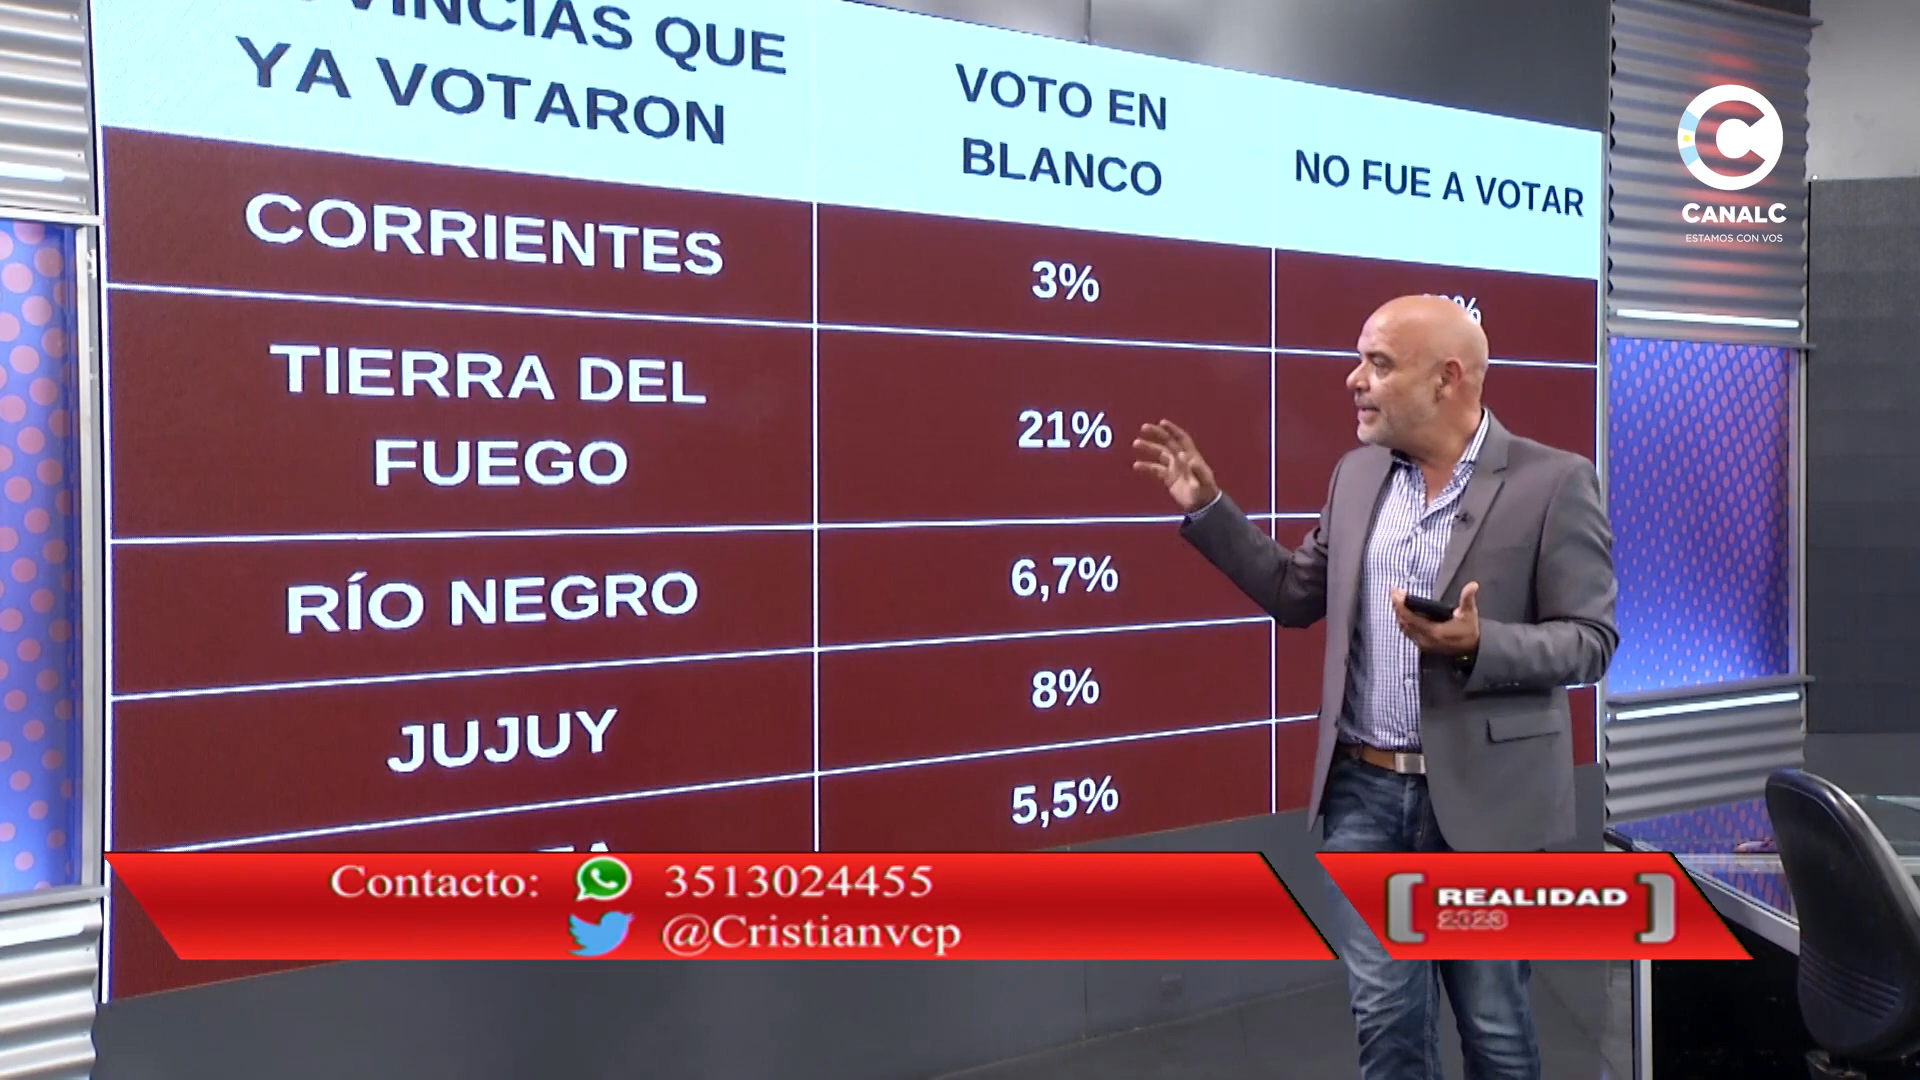 QUE
YA VOTARON
VOTO EN
BLANCO
NO FUE A VOTAR
CORRIENTES
3%
TIERRA DEL
FUEGO
21%
RÍO NEGRO
6,7%
JUJUY
8%
5,5%
CANALC
ESTAMOS CON VOS
Contacto: 3513024455
@Cristianvcp
REALIDAD
2023